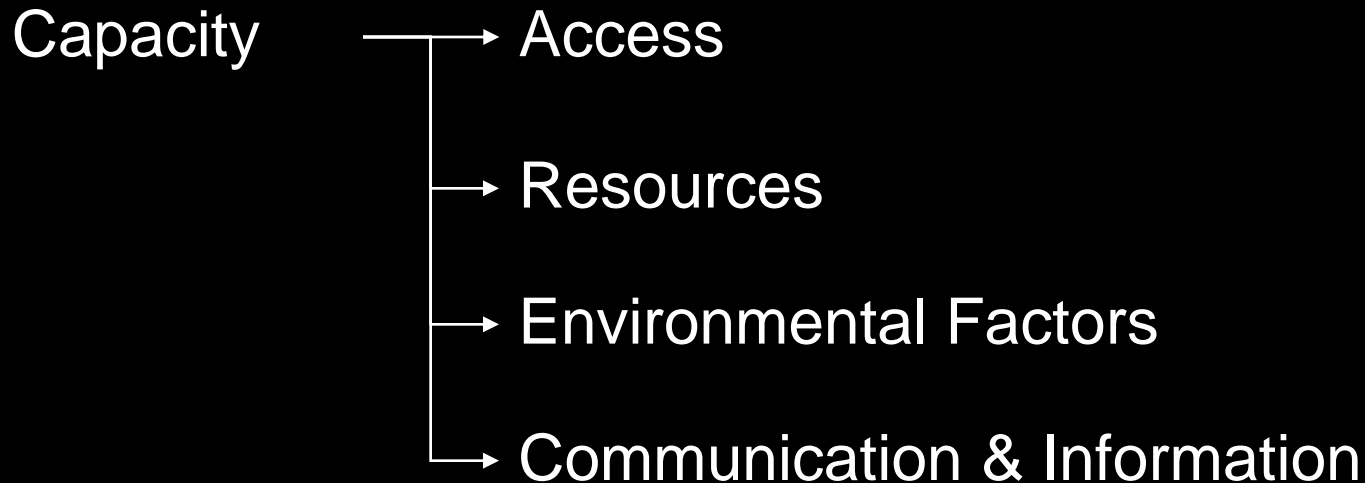 Capacity
Access
Resources
Environmental Factors
Communication & Information